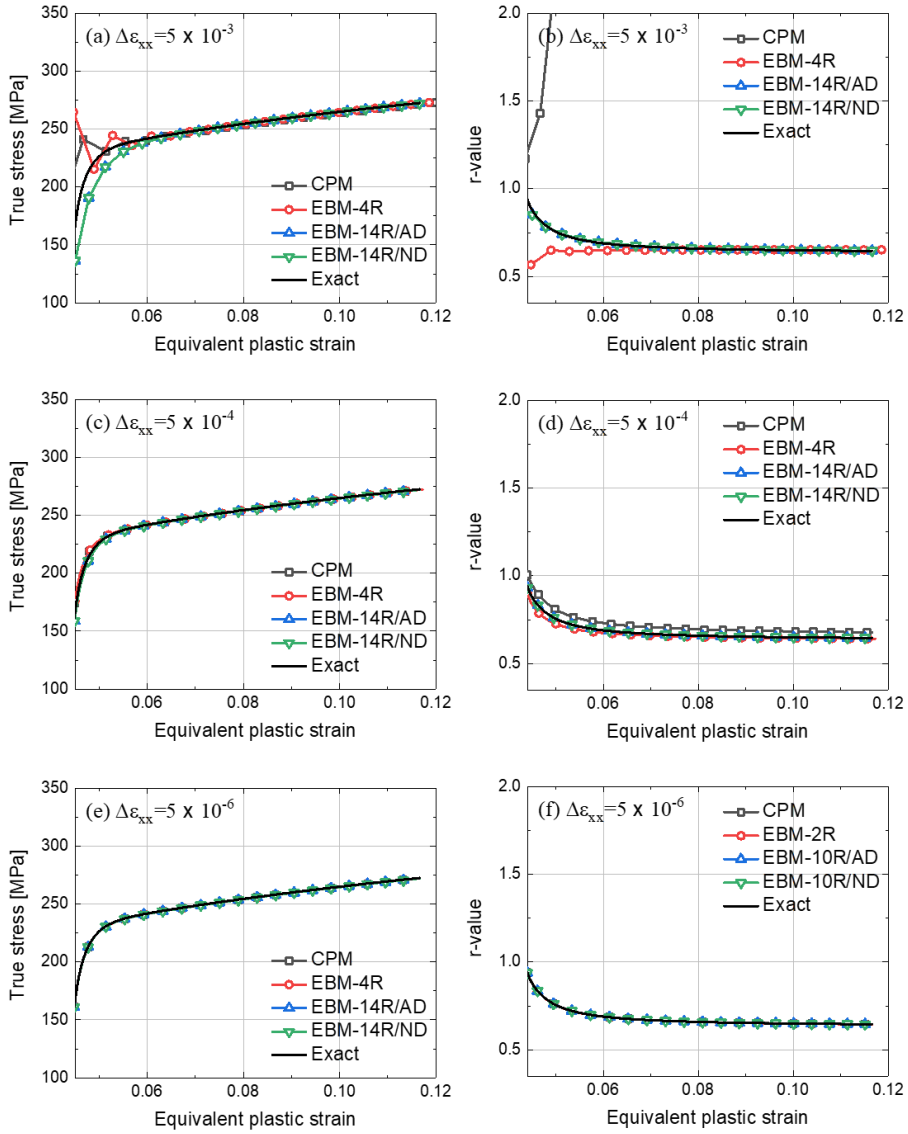 (a) Δεxx=5 x 10-3
True stress [MPa]
350
300
250
200
150
100
CPM
EBM-4R
EBM-14R/AD
EBM-14R/ND
Exact
0.06
0.08
0.10
0.12
Equivalent plastic strain
(b) Δεxx=5 x 10-3
r-value
2.0
1.5
1.0
0.5
CPM
EBM-4R
EBM-14R/AD
EBM-14R/ND
Exact
0.06
0.08
0.10
0.12
Equivalent plastic strain
(c) Δεxx=5 x 10-4
True stress [MPa]
350
300
250
200
150
100
CPM
EBM-4R
EBM-14R/AD
EBM-14R/ND
Exact
0.06
0.08
0.10
0.12
Equivalent plastic strain
(d) Δεxx=5 x 10-4
r-value
2.0
1.5
1.0
0.5
CPM
EBM-4R
EBM-14R/AD
EBM-14R/ND
Exact
0.06
0.08
0.10
0.12
Equivalent plastic strain
(e) Δεxx=5 x 10-6
True stress [MPa]
350
300
250
200
150
100
CPM
EBM-4R
EBM-14R/AD
EBM-14R/ND
Exact
0.06
0.08
0.10
0.12
Equivalent plastic strain
(f) Δεxx=5 x 10-6
r-value
2.0
1.5
1.0
0.5
CPM
EBM-2R
EBM-10R/AD
EBM-10R/ND
Exact
0.06
0.08
0.10
0.12
Equivalent plastic strain